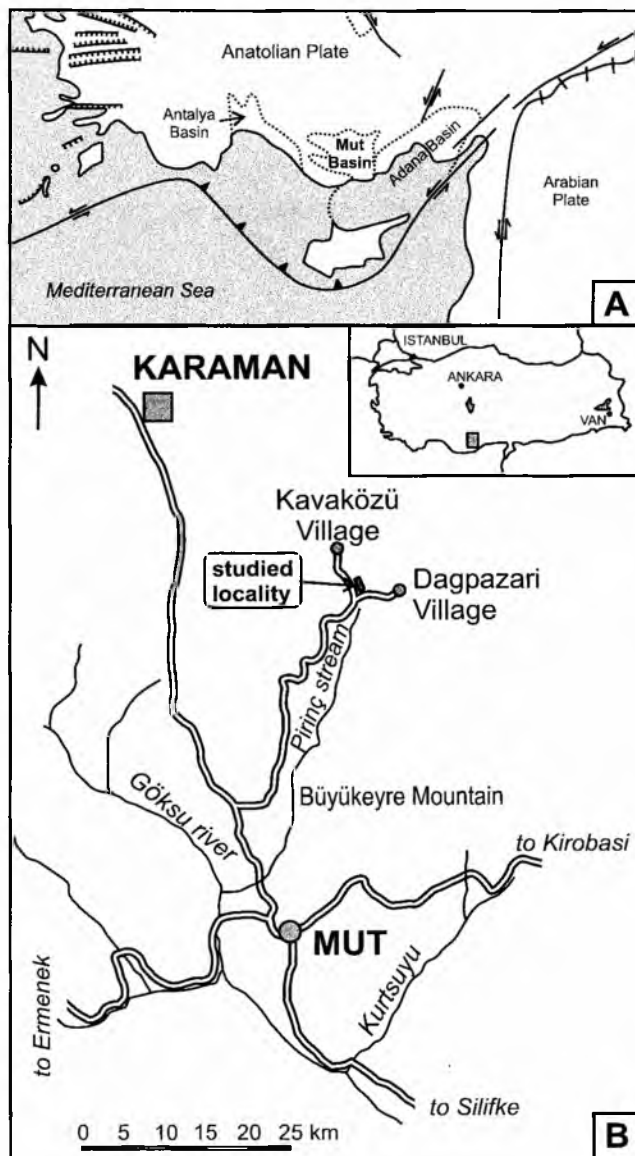 Anatolian Plate
Antalya
Basin
Mut
Basin
Adana Basin
Arabian
Plate
Mediterranean Sea
A
N
KARAMAN
ISTANBUL
ANKARA
VAN
Kavaközü
Village
studied
locality
Dagpazari
Village
Pirinç stream
Göksu river
Büyükeyre Mountain
to Kirobasi
MUT
Kurtsuyu
to Ermenek
to Silifke
0 5 10 15 20 25 km
B